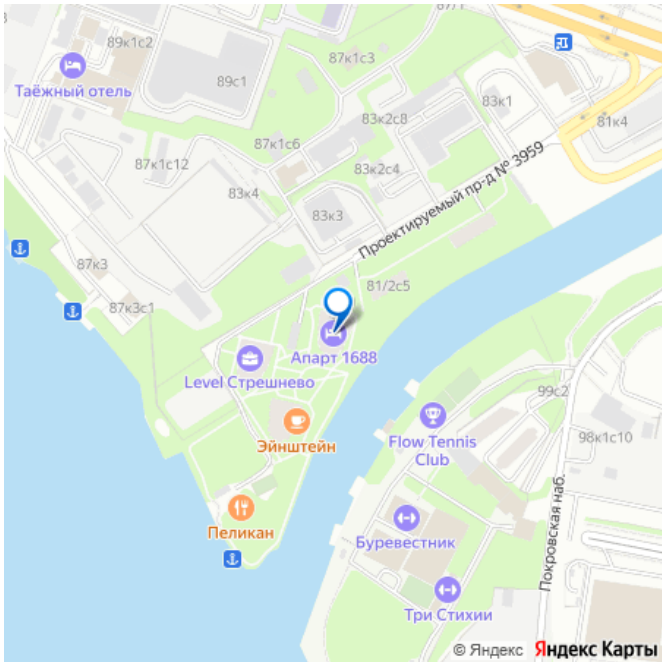 87/1
89к1с2
87к1с3
89с1
Таёжный отель
83к1
83к2с8
81к4
87к1с6
87к1с12
83к2с4
Проектируемый пр-д № 3959
83к4
83к3
87к3
81/2с5
87к3с1
Апарт 1688
Level Стрешнево
99с2
Flow Tennis
Club
98к1с10
Эйнштейн
Покровская наб.
Пеликан
Буревестник
Три Стихии
© Яндекс Яндекс Карты